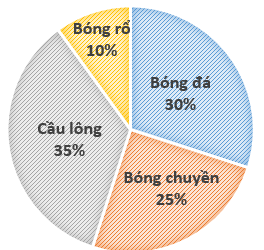 Bóng rổ
10%
Bóng đá
30%
Cầu lông
35%
Bóng chuyền
25%